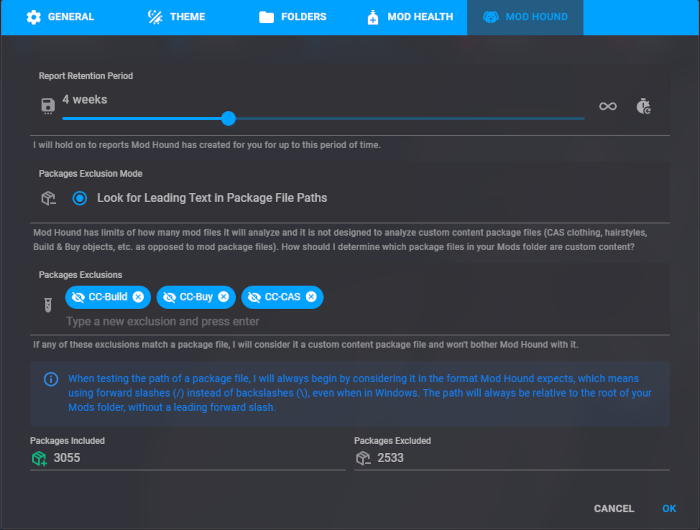 GENERAL
THEME
FOLDERS
MOD HEALTH
MOD HOUND
Report Retention Period
4 weeks
I will hold on to reports Mod Hound has created for you for up to this period of time.
Packages Exclusion Mode
Look for Leading Text in Package File Paths
Mod Hound has limits of how many mod files it will analyze and it is not designed to analyze custom content package files (CAS clothing, hairstyles,
Build & Buy objects, etc. as opposed to mod package files). How should I determine which package files in your Mods folder are custom content?
Packages Exclusions
CC-Build
CC-Buy
CC-CAS
Type a new exclusion and press enter
If any of these exclusions match a package file, I will consider it a custom content package file and won't bother Mod Hound with it.
When testing the path of a package file, I will always begin by considering it in the format Mod Hound expects, which means
using forward slashes (/) instead of backslashes (\), even when in Windows. The path will always be relative to the root of your
Mods folder, without a leading forward slash.
Packages Included
3055
Packages Excluded
2533
CANCEL
OK